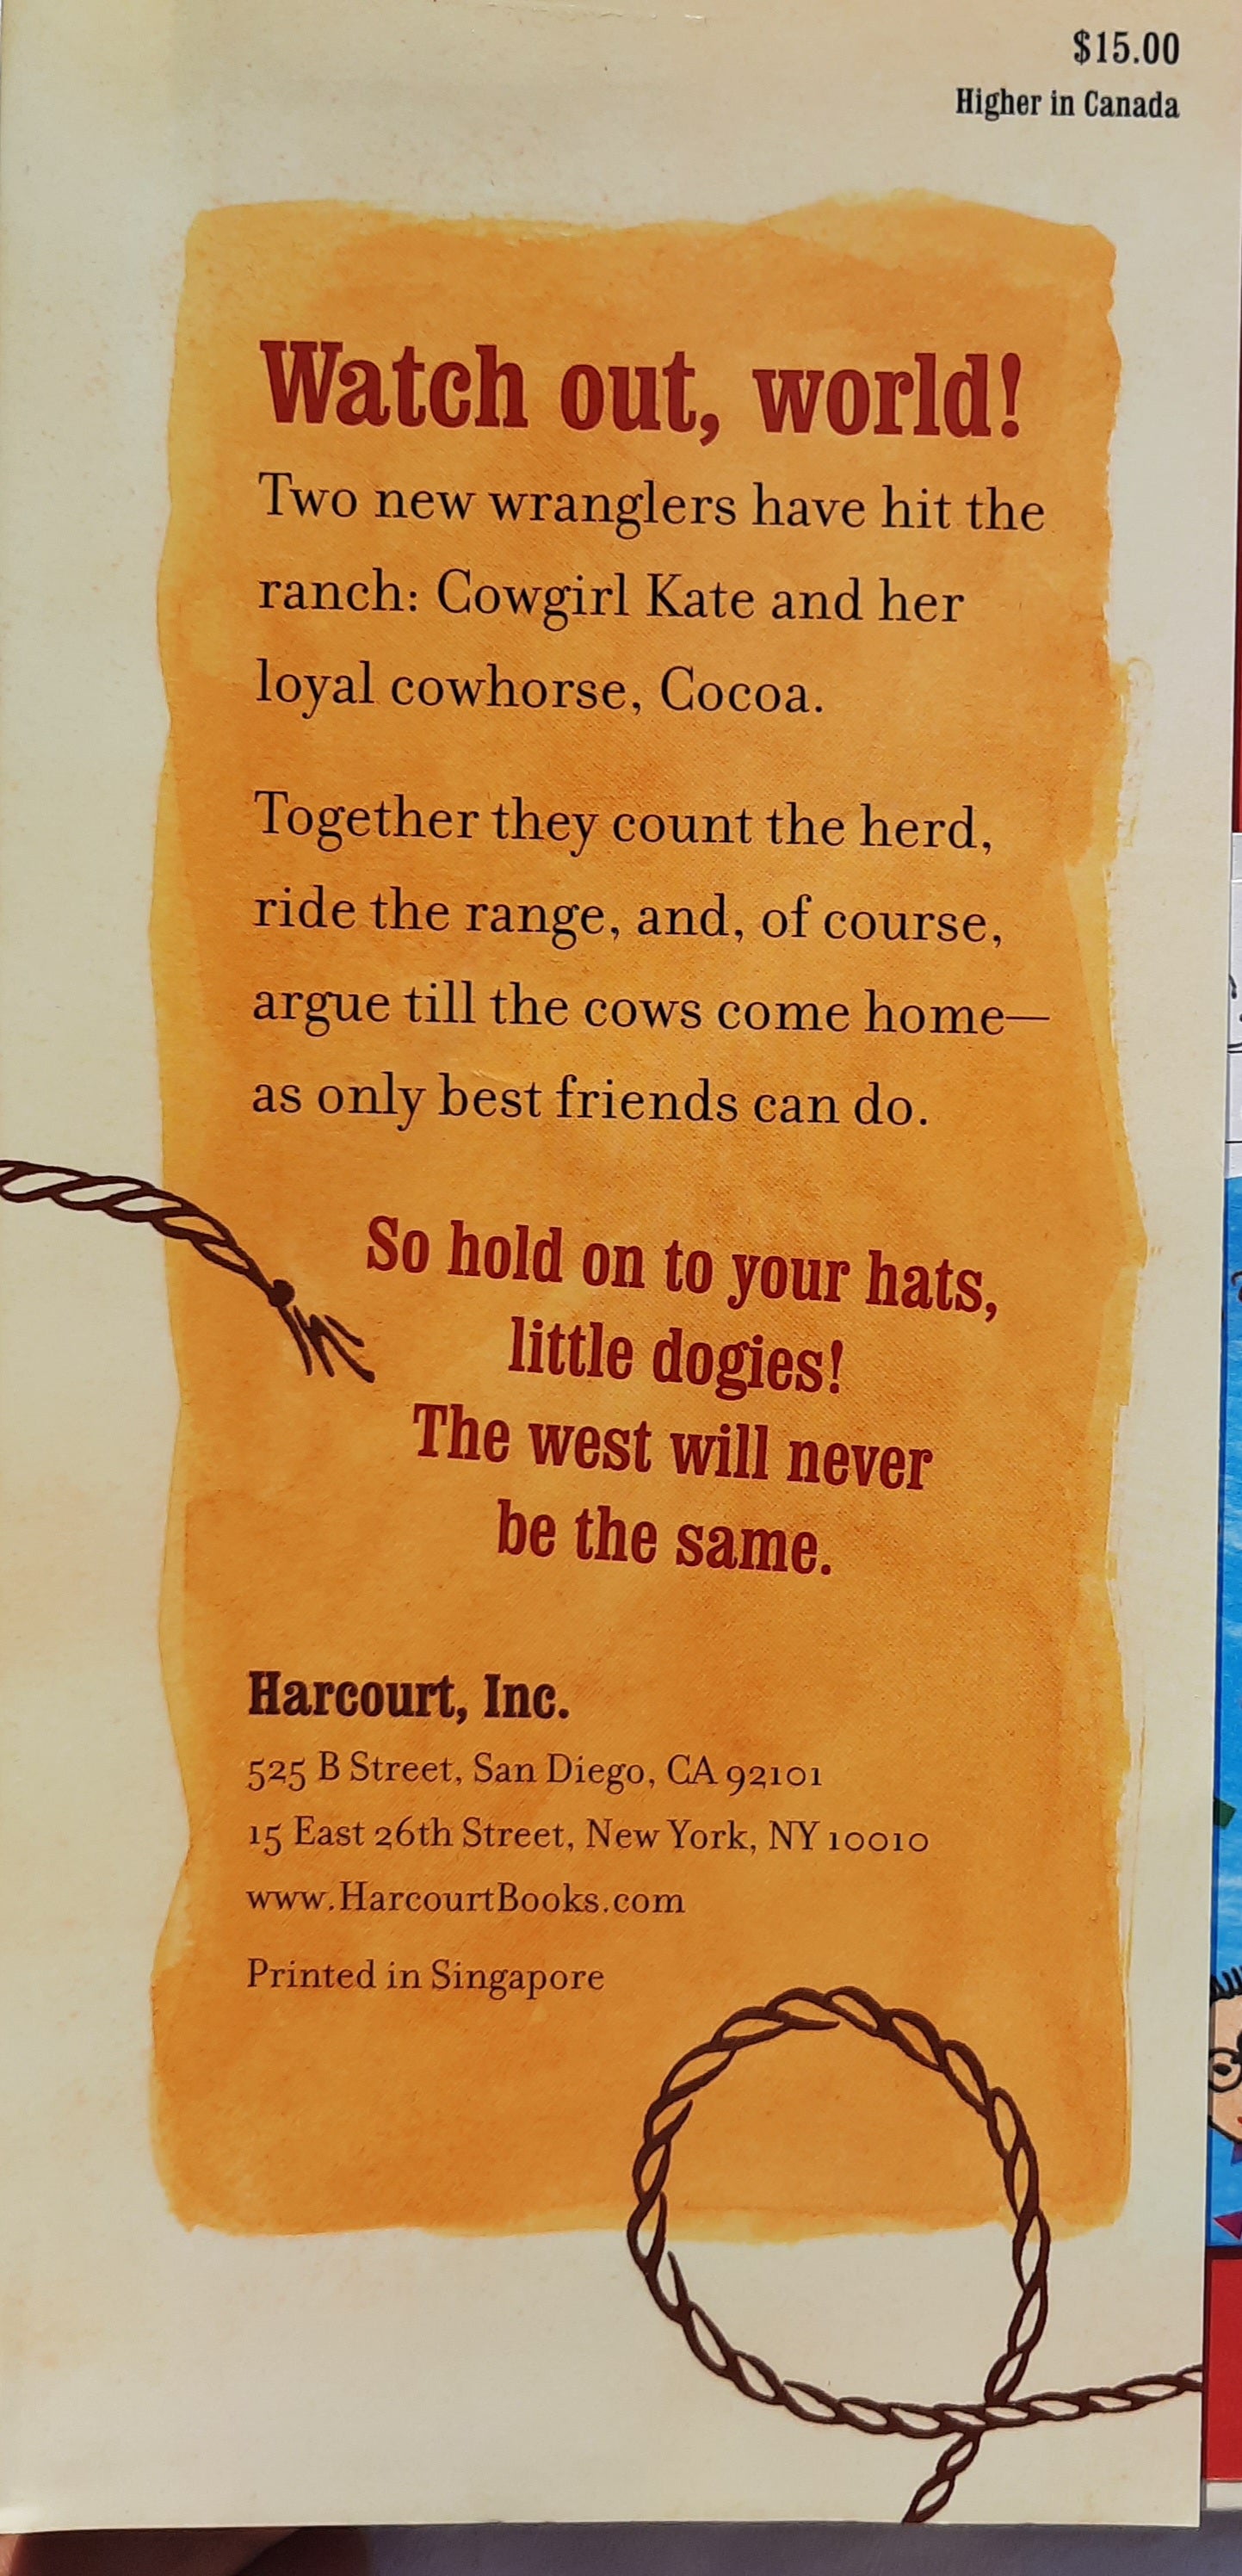 $15.00
Higher in Canada
Watch out, world!
Two new wranglers have hit the
ranch: Cowgirl Kate and her
loyal cowhorse, Cocoa.
Together they count the herd,
ride the range, and, of course,
argue till the cows come home—
as only best friends can do.
So hold on to your hats,
little dogies!
The west will never
be the same.
Harcourt, Inc.
525 B Street, San Diego, CA 92101
15 East 26th Street, New York, NY 10010
www.HarcourtBooks.com
Printed in Singapore